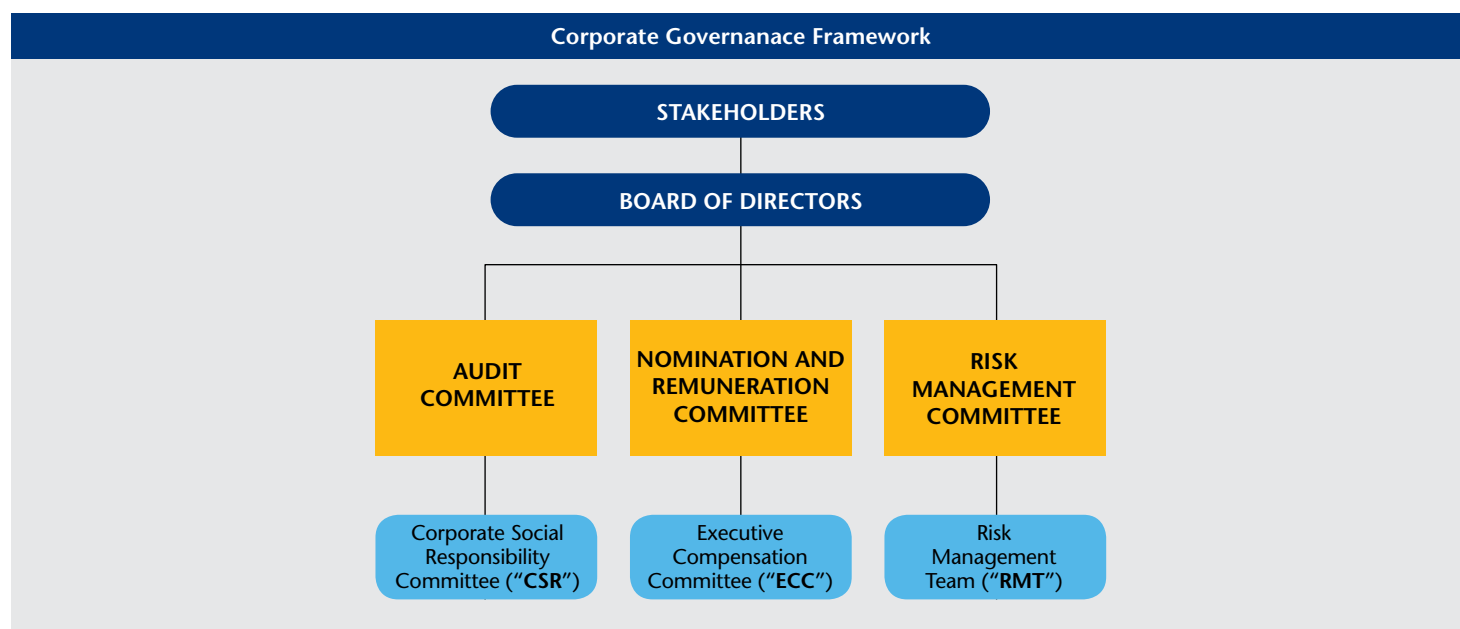 Corporate Governanace Framework
STAKEHOLDERS
BOARD OF DIRECTORS
AUDIT
COMMITTEE
NOMINATION AND
REMUNERATION
COMMITTEE
RISK
MANAGEMENT
COMMITTEE
Corporate Social
Responsibility
Committee (“CSR”)
Executive
Compensation
Committee (“ECC”)
Risk
Management
Team (“RMT”)